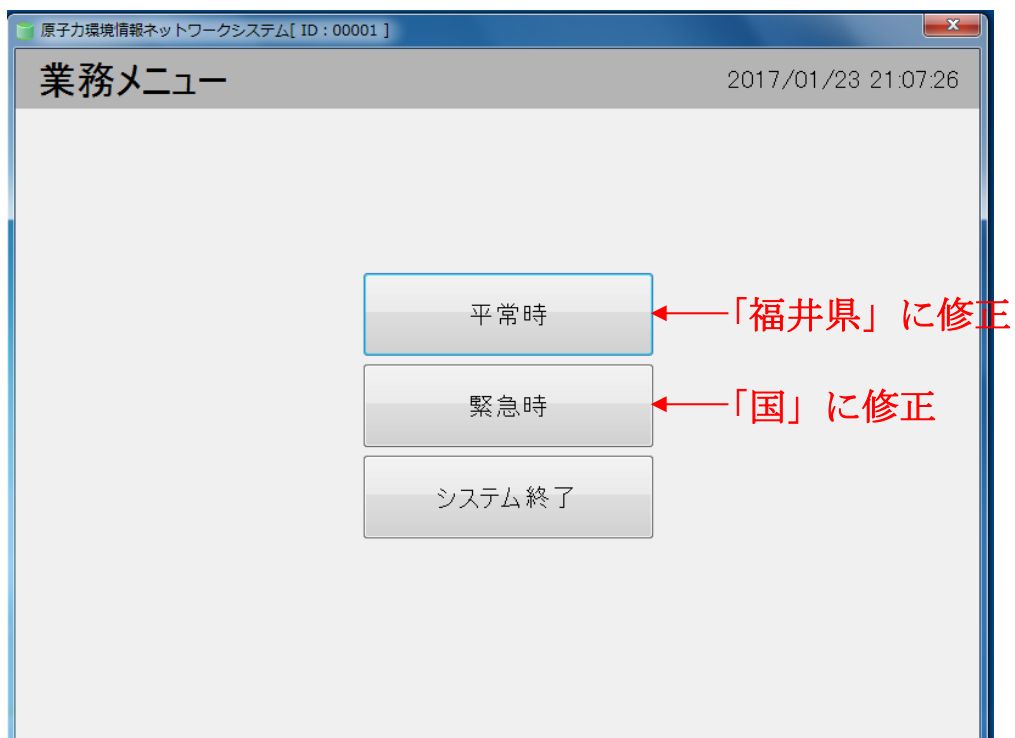 原子力環境情報ネットワークシステム[ ID : 00001 ]
業務メニュー
2017/01/23 21:07:26
平常時
「福井県」に修正
緊急時
「国」に修正
システム終了